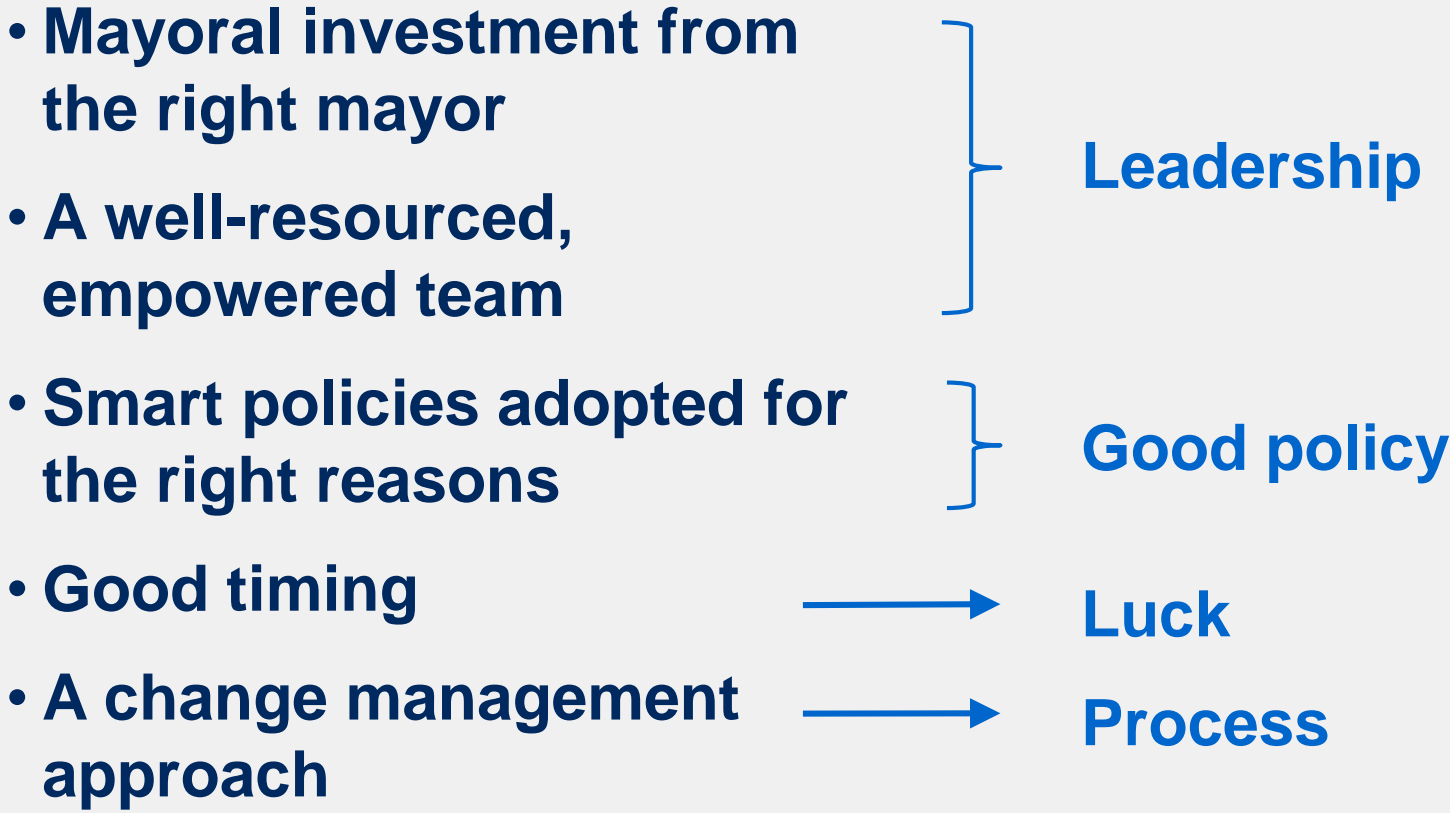 • Mayoral investment from
the right mayor
• A well-resourced,
empowered team
Leadership
• Smart policies adopted for
the right reasons
Good policy
• Good timing
Luck
• A change management
approach
Process